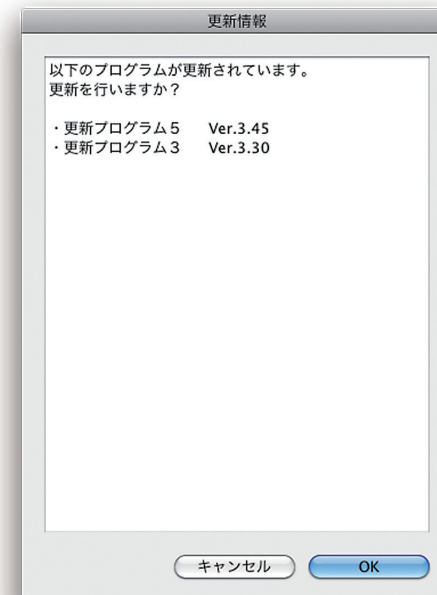 更新情報
以下のプログラムが更新されています。
更新を行いますか？
・更新プログラム５　Ver.3.45
・更新プログラム３　Ver.3.30
キャンセル
OK